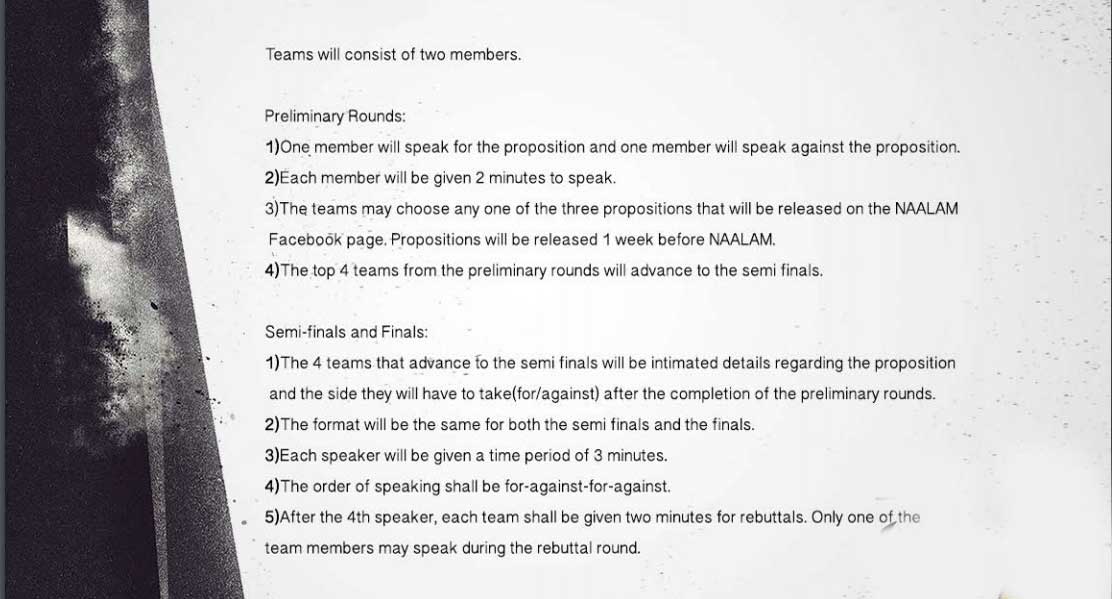 Teams will consist of two members.
Preliminary Rounds:
1)One member will speak for the proposition and one member will speak against the proposition.
2)Each member will be given 2 minutes to speak.
3)The teams may choose any one of the three propositions that will be released on the NAALAM
Facebook page. Propositions will be released 1 week before NAALAM.
4)The top 4 teams from the preliminary rounds will advance to the semi finals.
Semi-finals and Finals:
1)The 4 teams that advance to the semi finals will be intimated details regarding the proposition
and the side they will have to take(for/against) after the completion of the preliminary rounds.
2)The format will be the same for both the semi finals and the finals.
3)Each speaker will be given a time period of 3 minutes.
4)The order of speaking shall be for-against-for-against.
5)After the 4th speaker, each team shall be given two minutes for rebuttals. Only one of the
team members may speak during the rebuttal round.